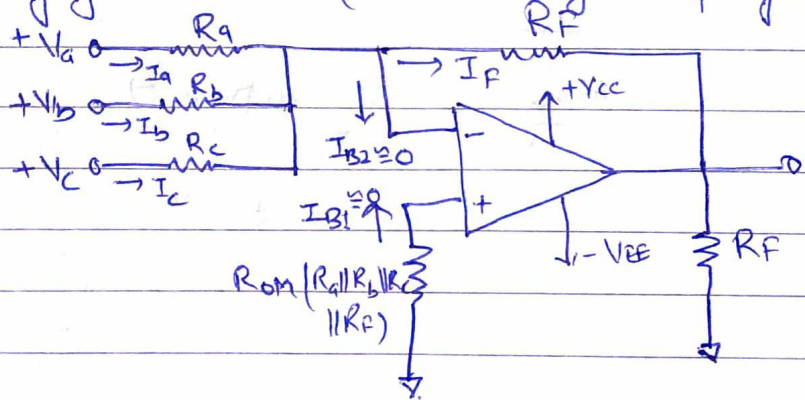 RF
+Va
Ra
→ Ia
→ IF
+Vb
Rb
→ Ib
+VCC
Rc
+Vc
→ Ic
IB2≅0
-
IB1≅0
+
-VEE
RF
ROM (Ra||Rb||R
||RF)